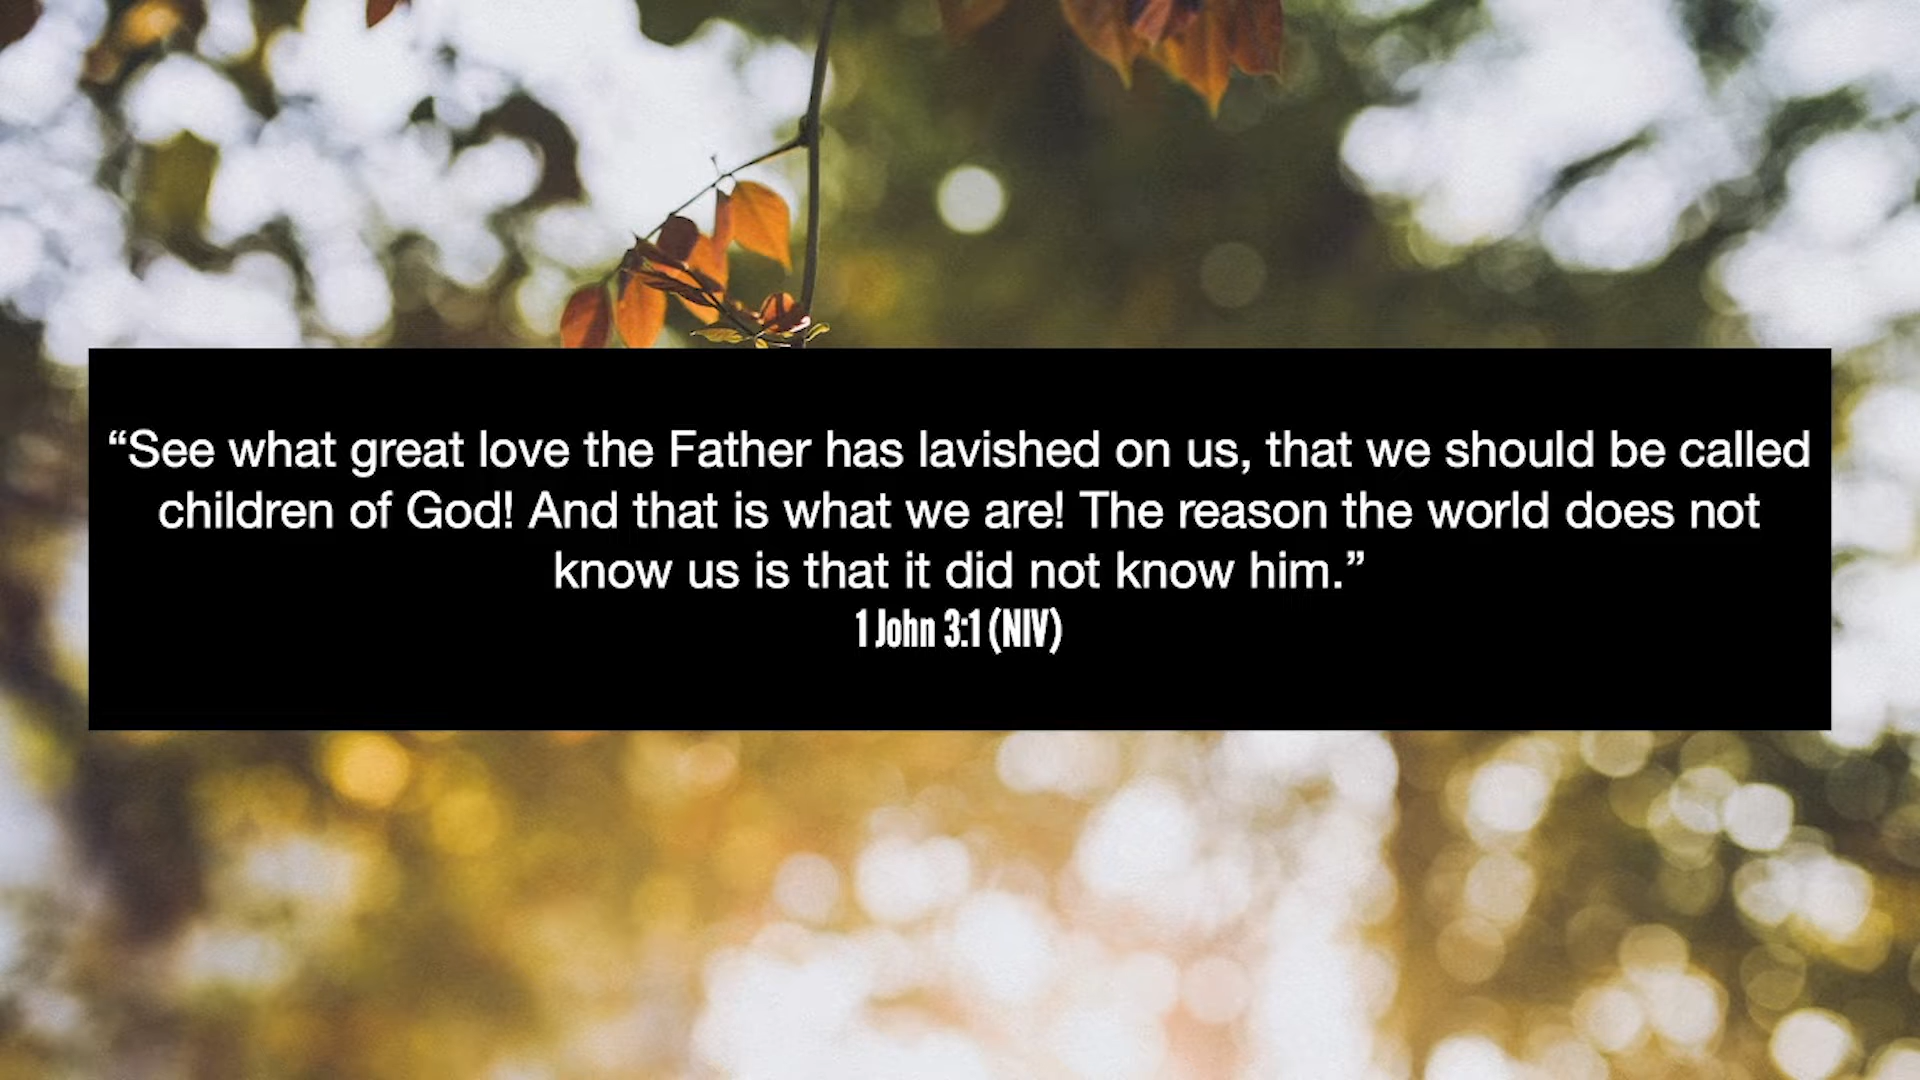 “See what great love the Father has lavished on us, that we should be called
children of God! And that is what we are! The reason the world does not
know us is that it did not know him.”
1 John 3:1 (NIV)